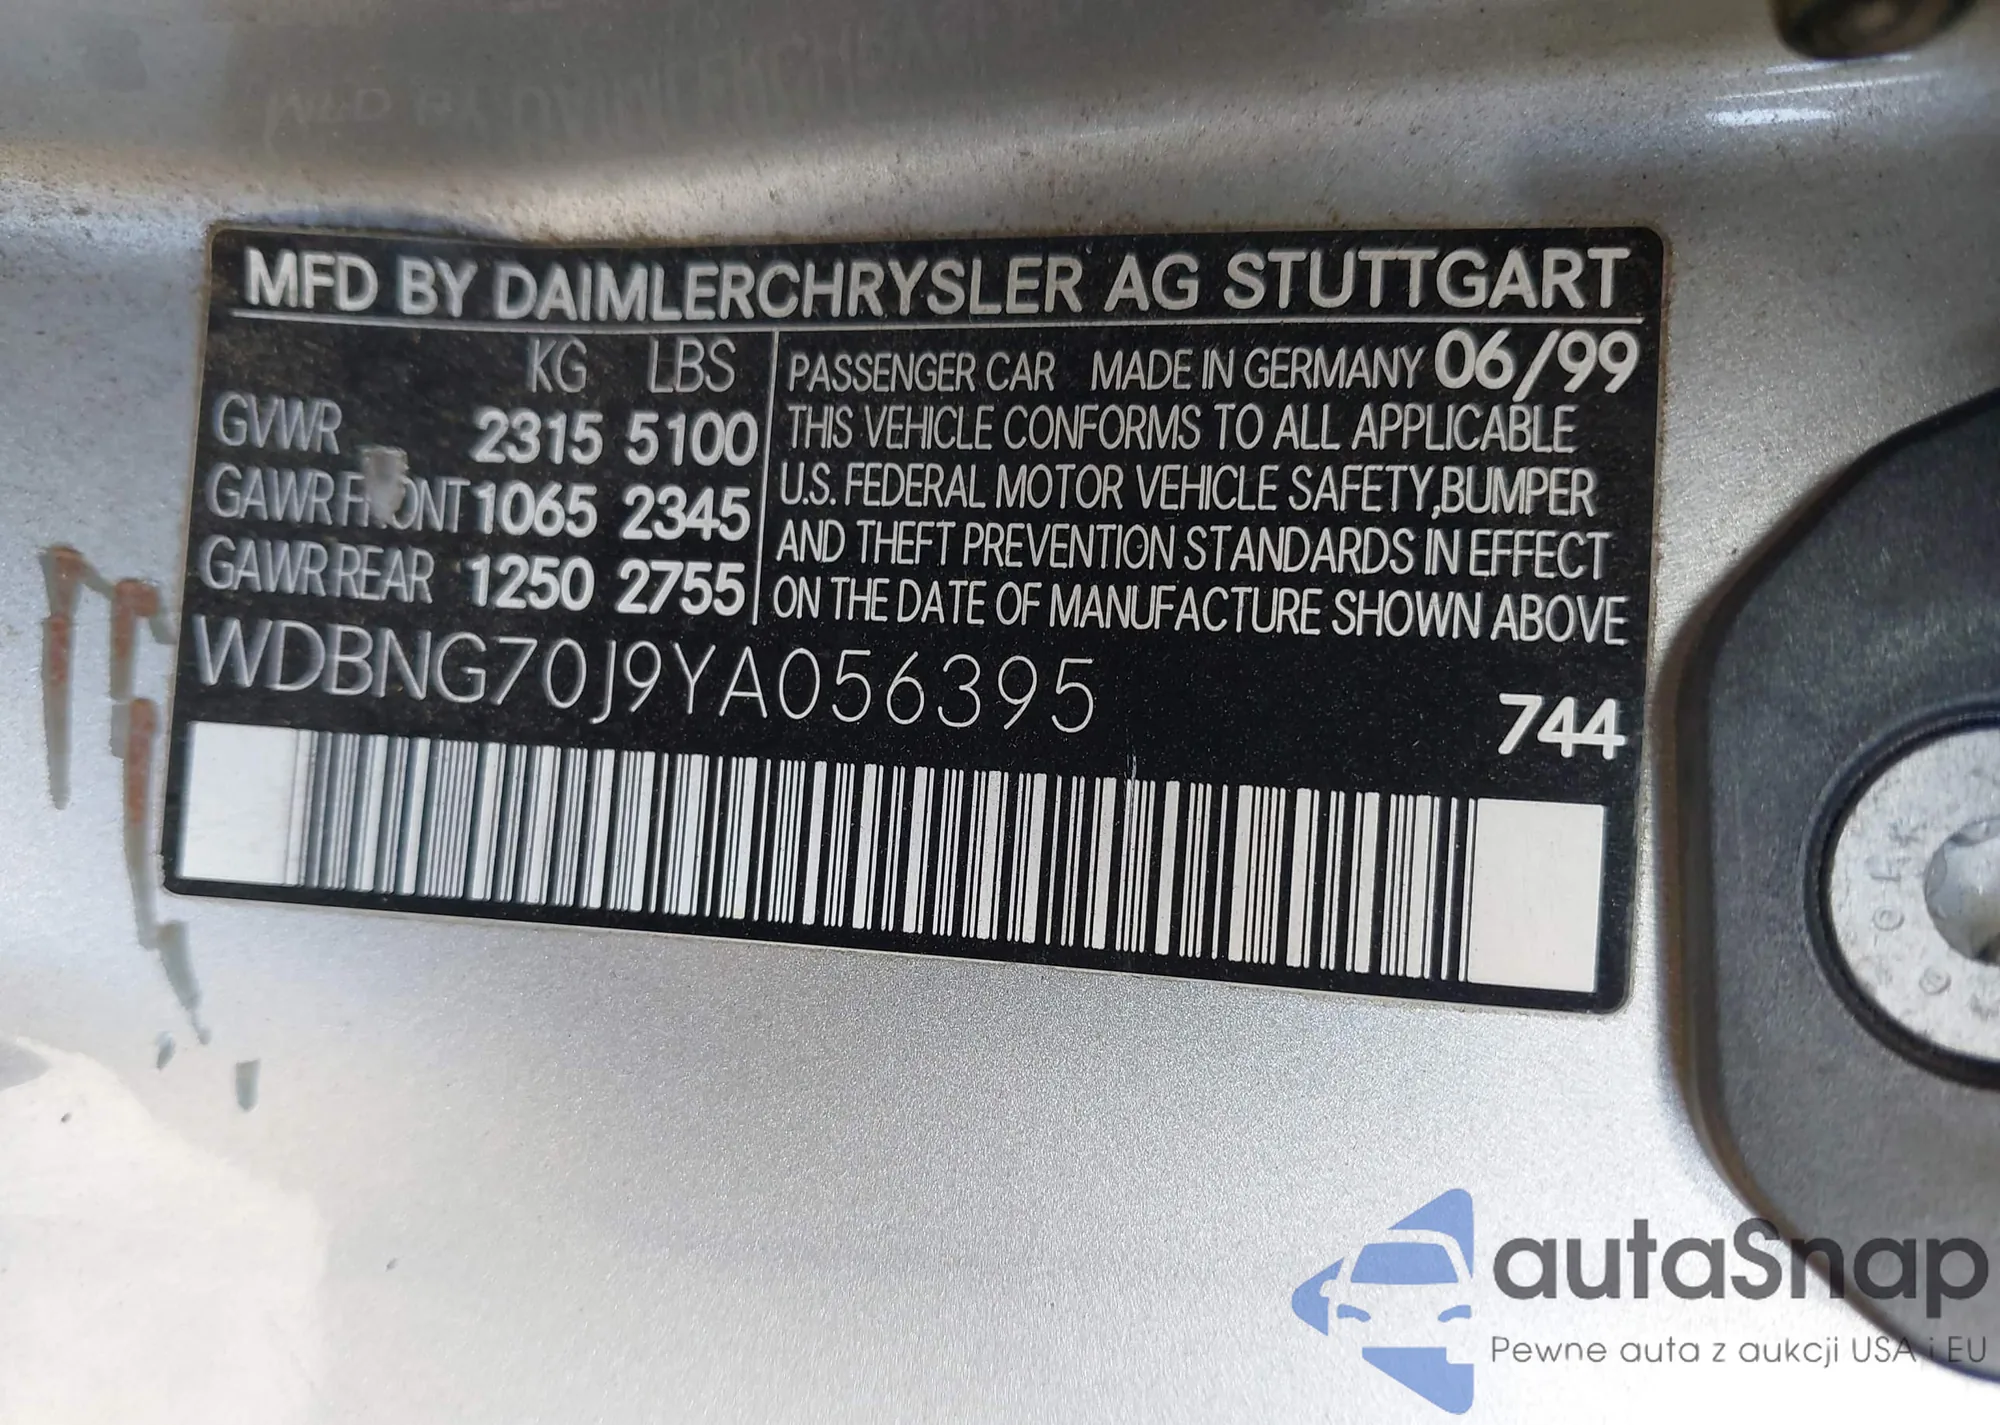 MFD BY DAIMLERCHRYSLER AG STUTTGART
KG LBS
GVWR 2315 5100
GAWR FRONT 1065 2345
GAWR REAR 1250 2755
PASSENGER CAR MADE IN GERMANY 06/99
THIS VEHICLE CONFORMS TO ALL APPLICABLE
U.S. FEDERAL MOTOR VEHICLE SAFETY, BUMPER
AND THEFT PREVENTION STANDARDS IN EFFECT
ON THE DATE OF MANUFACTURE SHOWN ABOVE
WDBNG70J9YA056395
744
autaSnap
Pewne auta z aukcji USA i EU